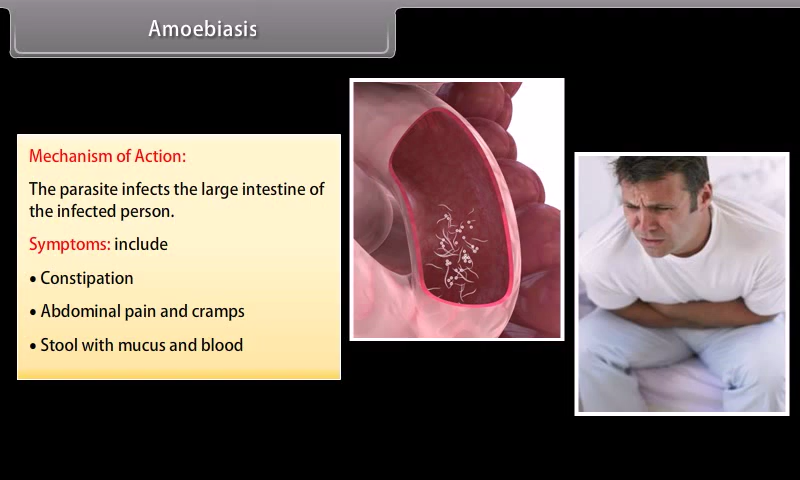 Amoebiasis
Mechanism of Action:
The parasite infects the large intestine of
the infected person.
Symptoms: include
• Constipation
• Abdominal pain and cramps
• Stool with mucus and blood